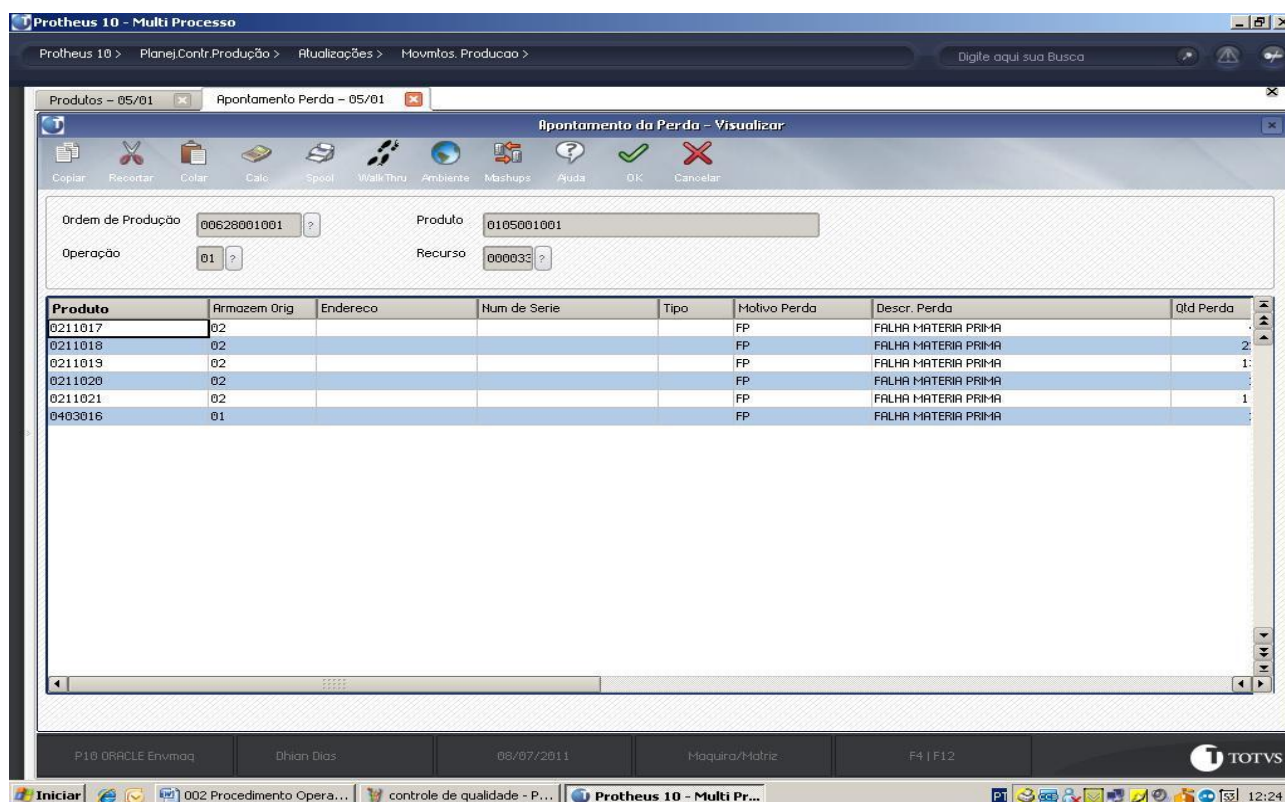 Protheus 10 - Multi Processo
Protheus 10 > Planej.Contr.Produção > Atualizações > Movmtos. Producao > Digite aqui sua Busca
Produtos - 05/01 Apontamento Perda - 05/01
Apontamento da Perda - Visualizar
Copiar Recortar Colar Calc Spool WalkThru Ambiente Mashups Ajuda OK Cancelar
Ordem de Produção 00628001001 ? Produto 0105001001
Operação 01 ? Recurso 000033 ?
Produto Armazem Orig Endereco Num de Serie Tipo Motivo Perda Descr. Perda Qtd Perda
0211017 02 FP FALHA MATERIA PRIMA
0211018 02 FP FALHA MATERIA PRIMA
0211019 02 FP FALHA MATERIA PRIMA
0211020 02 FP FALHA MATERIA PRIMA
0211021 02 FP FALHA MATERIA PRIMA
0403016 01 FP FALHA MATERIA PRIMA
P10 ORACLE Envmaq Dhian Dias 08/07/2011 Maquira/Matriz F4 | F12 TOTVS
Iniciar 002 Procedimento Opera... controle de qualidade - P... Protheus 10 - Multi Pr... PT 12:24